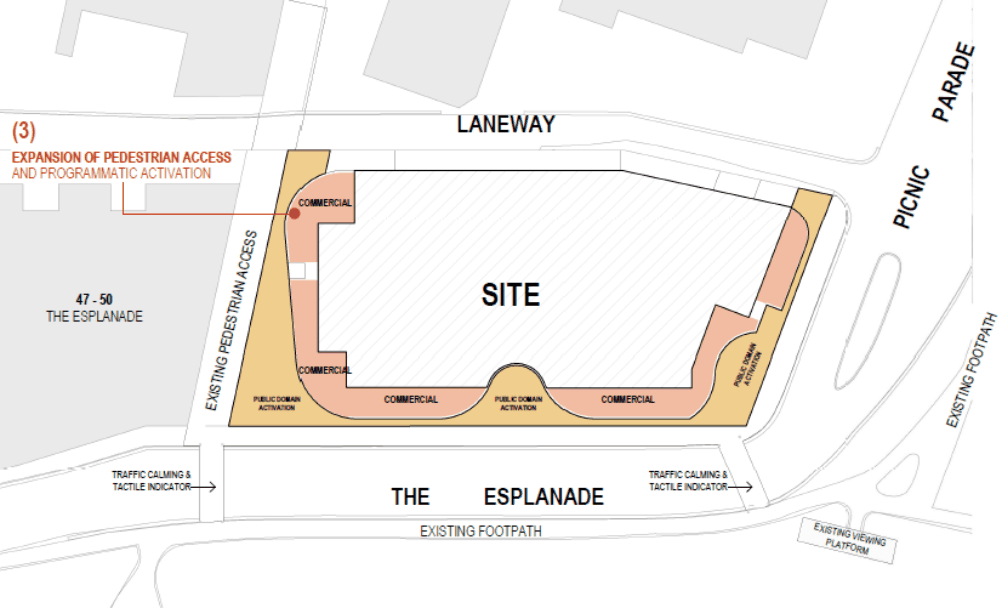 LANEWAY
PICNIC PARADE
(3)
EXPANSION OF PEDESTRIAN ACCESS
AND PROGRAMMATIC ACTIVATION
COMMERCIAL
SITE
47 - 50
THE ESPLANADE
EXISTING PEDESTRIAN ACCESS
COMMERCIAL
PUBLIC DOMAIN
ACTIVATION
COMMERCIAL
PUBLIC DOMAIN
ACTIVATION
COMMERCIAL
PUBLIC DOMAIN
ACTIVATION
EXISTING FOOTPATH
TRAFFIC CALMING &
TACTILE INDICATOR
THE ESPLANADE
TRAFFIC CALMING &
TACTILE INDICATOR
EXISTING FOOTPATH
EXISTING VIEWING
PLATFORM